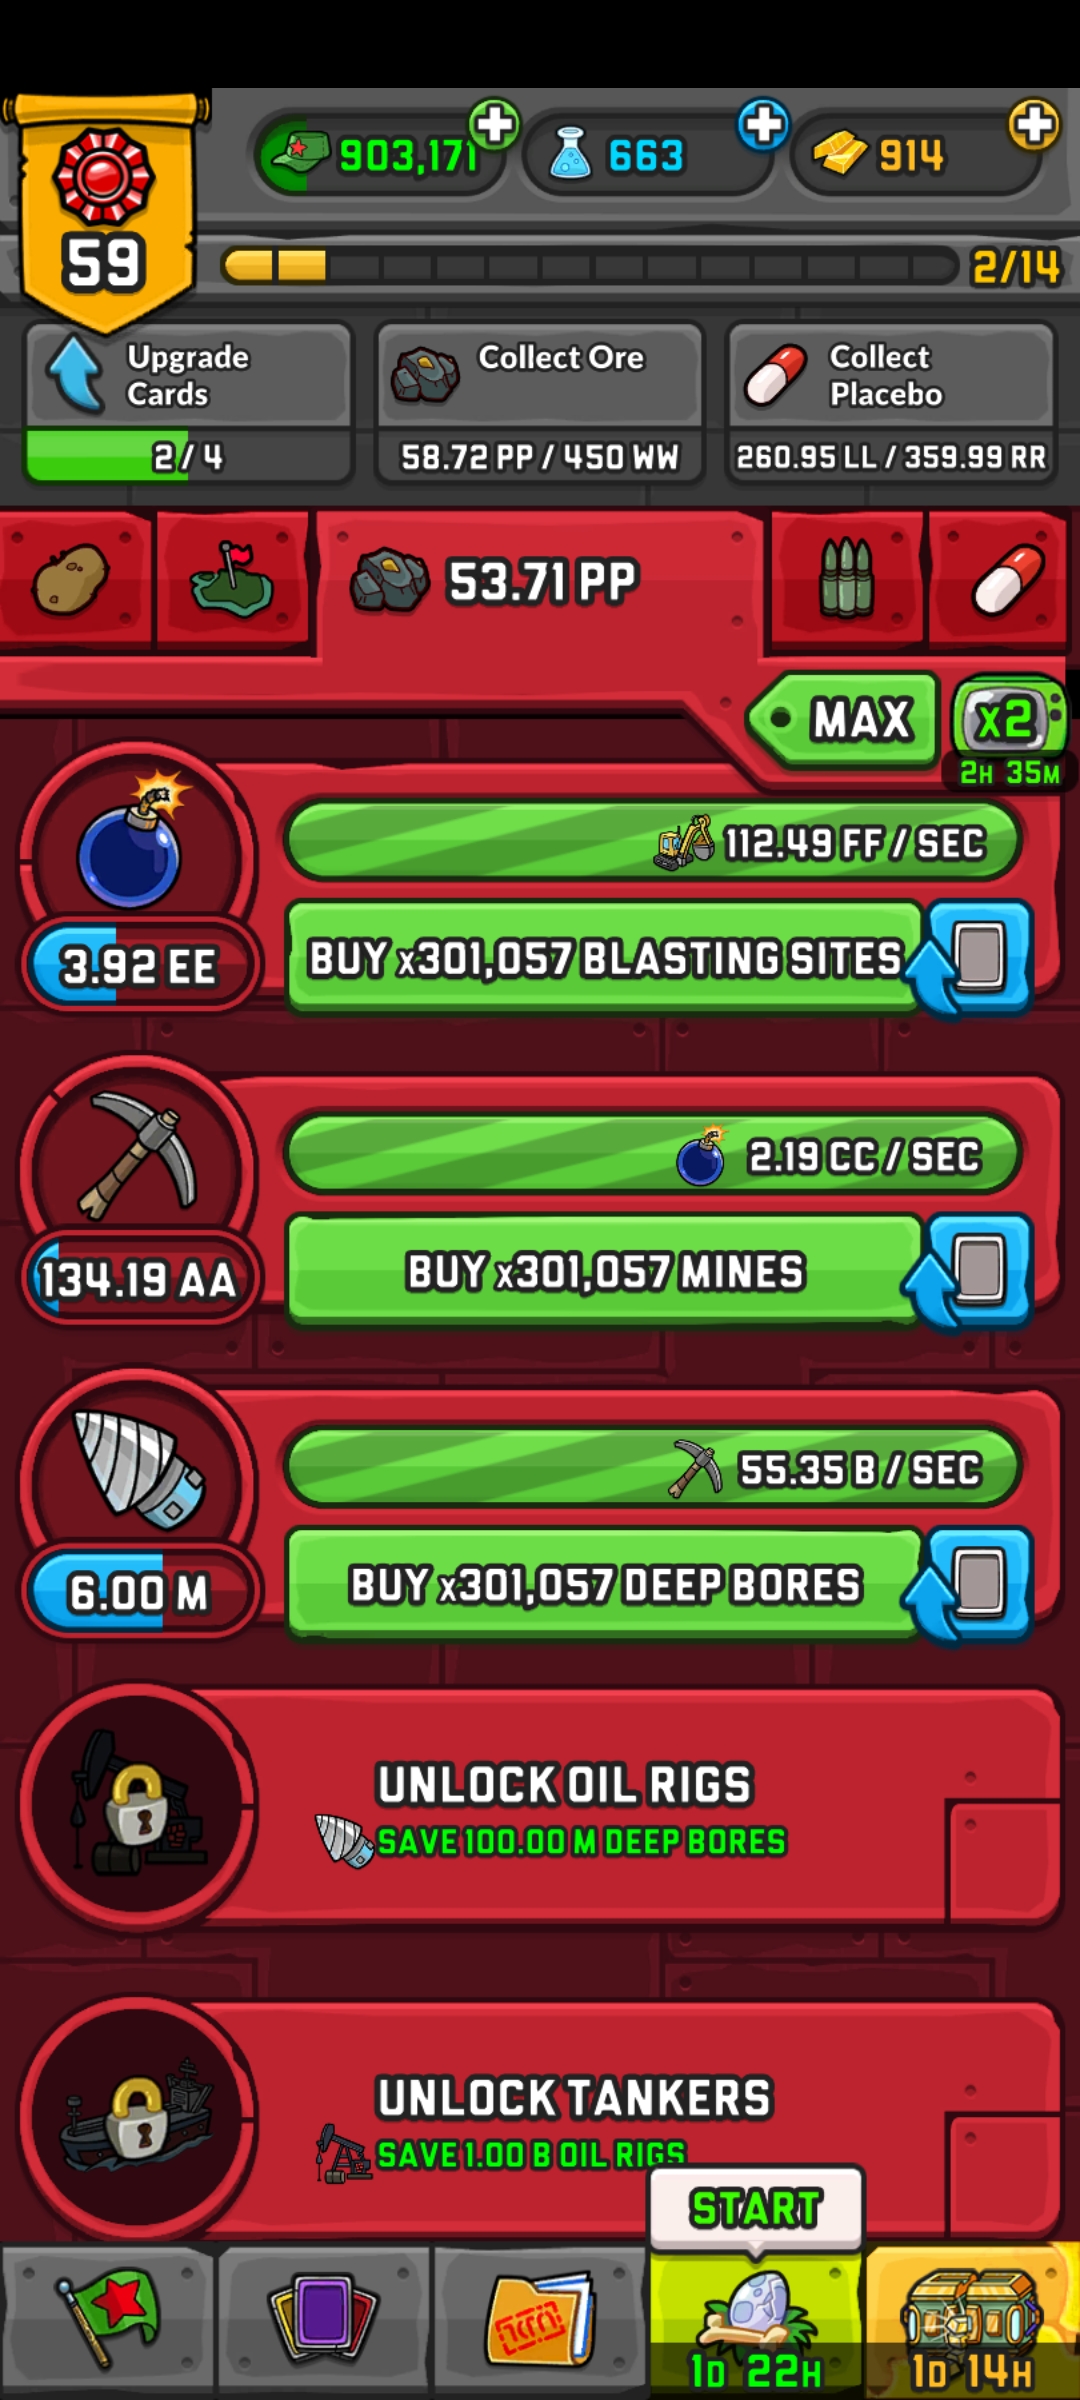 903,171
663
914
59
2/14
Upgrade
Cards
2/4
Collect Ore
58.72 PP / 450 WW
Collect
Placebo
260.95 LL / 359.99 RR
53.71 PP
MAX
x2
2H 35M
112.49 FF / SEC
3.92 EE
BUY x301,057 BLASTING SITES
2.19 CC / SEC
134.19 AA
BUY x301,057 MINES
55.35 B / SEC
6.00 M
BUY x301,057 DEEP BORES
UNLOCK OIL RIGS
SAVE 100.00 M DEEP BORES
UNLOCK TANKERS
SAVE 1.00 B OIL RIGS
START
1D 22H
1D 14H